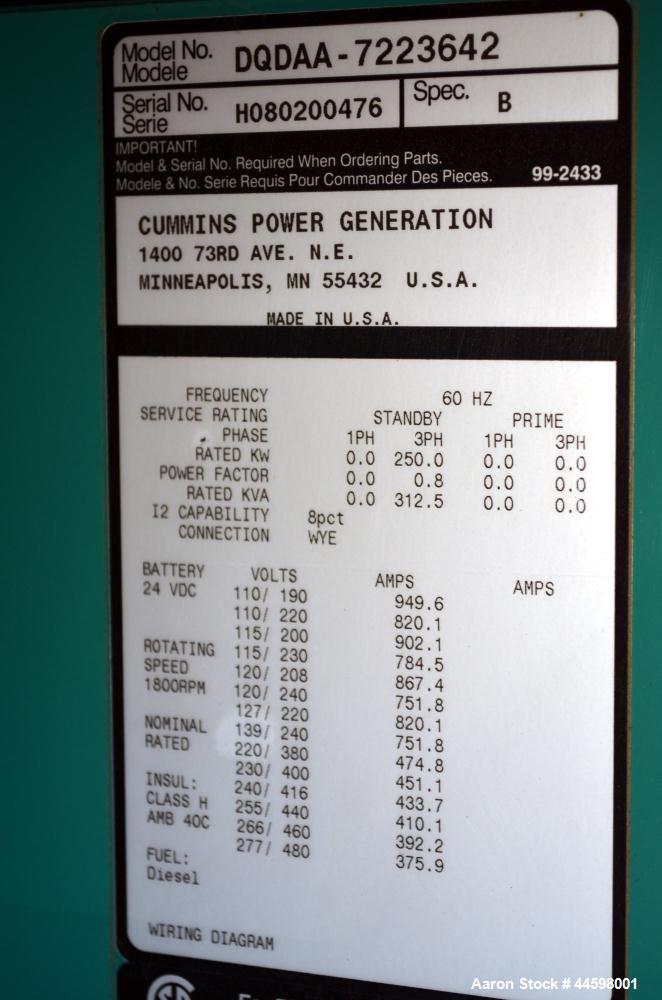 Model No. DQDAA-7223642
Modele
Serial No. H080200476 Spec. B
Serie
IMPORTANT!
Model & Serial No. Required When Ordering Parts.
Modele & No. Serie Requis Pour Commander Des Pieces. 99-2433
CUMMINS POWER GENERATION
1400 73RD AVE. N.E.
MINNEAPOLIS, MN 55432 U.S.A.
MADE IN U.S.A.
FREQUENCY 60 HZ
SERVICE RATING STANDBY PRIME
PHASE 1PH 3PH 1PH 3PH
RATED KW 0.0 250.0 0.0 0.0
POWER FACTOR 0.0 0.8 0.0 0.0
RATED KVA 0.0 312.5 0.0 0.0
I2 CAPABILITY 8pct
CONNECTION WYE
BATTERY VOLTS AMPS AMPS
24 VDC 110/ 190 949.6
110/ 220 820.1
115/ 200 902.1
ROTATING 115/ 230 784.5
SPEED 120/ 208 867.4
1800RPM 120/ 240 751.8
127/ 220 820.1
NOMINAL 139/ 240 751.8
RATED 220/ 380 474.8
230/ 400 451.1
INSUL: 240/ 416 433.7
CLASS H 255/ 440 410.1
AMB 40C 266/ 460 392.2
277/ 480 375.9
FUEL:
Diesel
WIRING DIAGRAM
Aaron Stock # 44598001